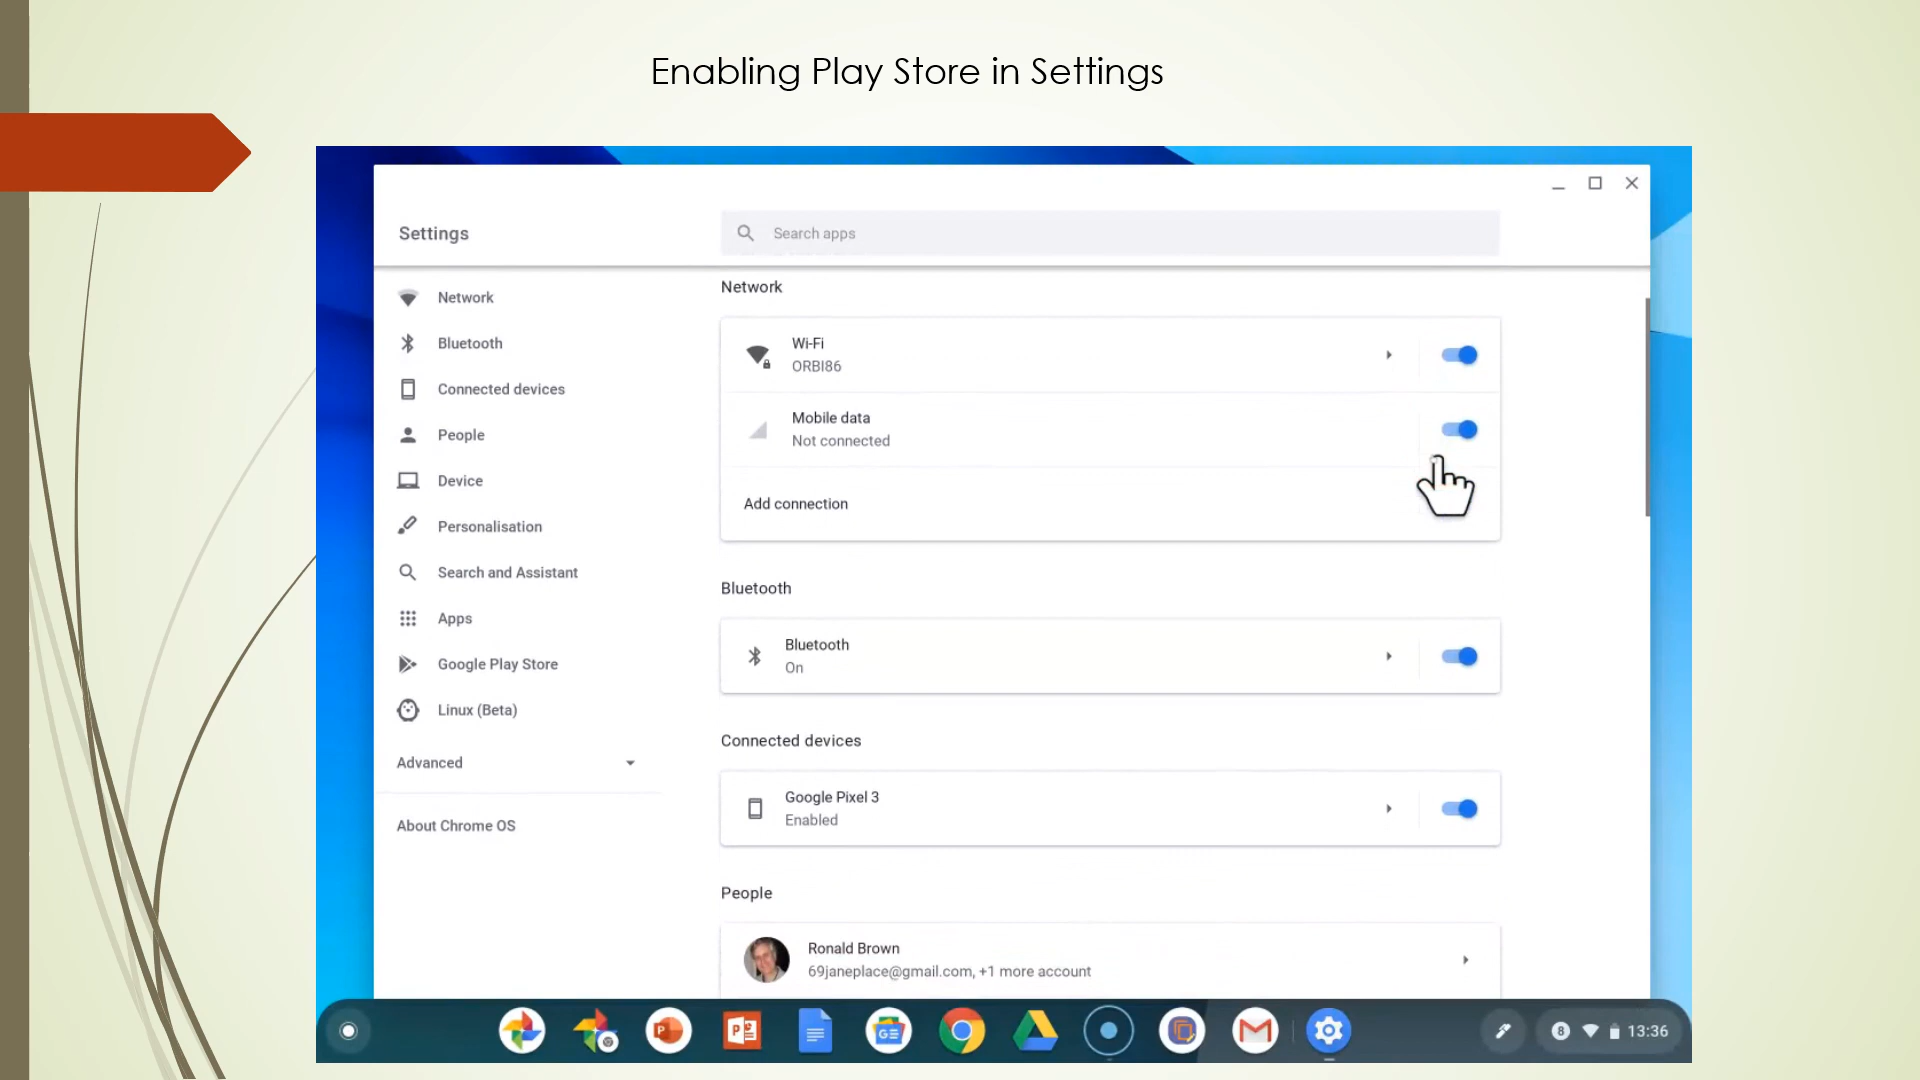 Enabling Play Store in Settings
Settings
Search apps
Network
Bluetooth
Connected devices
People
Device
Personalisation
Search and Assistant
Apps
Google Play Store
Linux (Beta)
Advanced
About Chrome OS
Network
Wi-Fi
ORBI86
Mobile data
Not connected
Add connection
Bluetooth
Bluetooth
On
Connected devices
Google Pixel 3
Enabled
People
Ronald Brown
69janeplace@gmail.com, +1 more account
P
P
GE
8
13:36